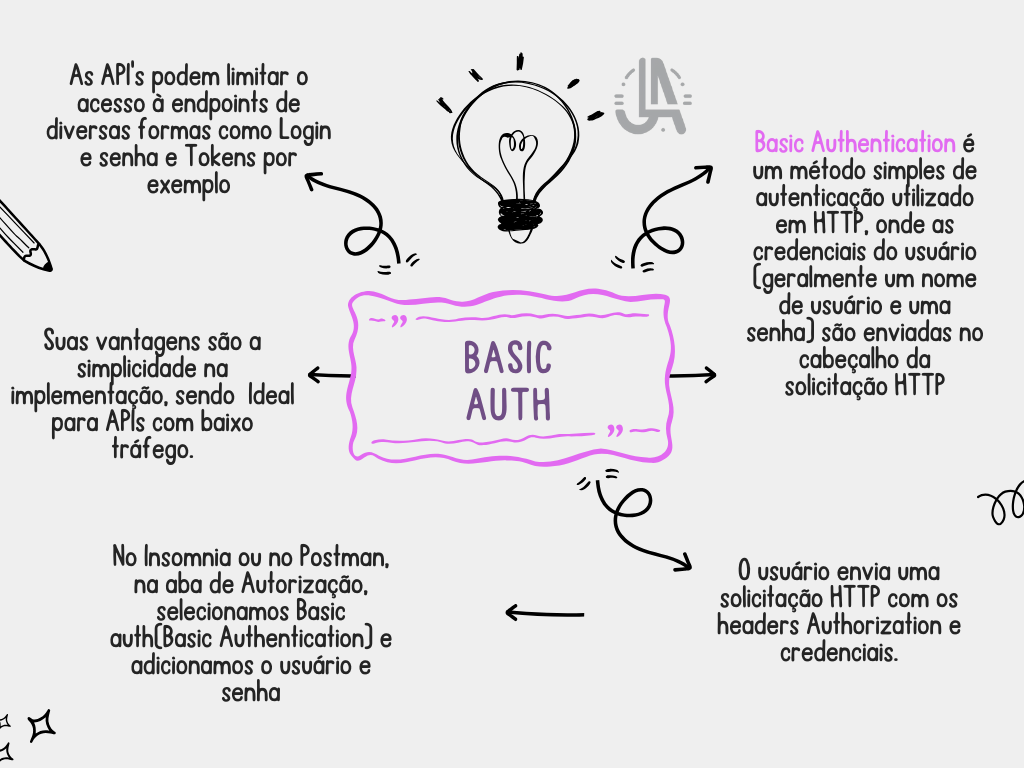 As API's podem limitar o
acesso à endpoints de
diversas formas como Login
e senha e Tokens por
exemplo
JLA
Basic Authentication é
um método simples de
autenticação utilizado
em HTTP, onde as
credenciais do usuário
(geralmente um nome
de usuário e uma
senha) são enviadas no
cabeçalho da
solicitação HTTP
Suas vantagens são a
simplicidade na
implementação, sendo Ideal
para APIs com baixo
tráfego.
BASIC
AUTH
No Insomnia ou no Postman,
na aba de Autorização,
selecionamos Basic
auth(Basic Authentication) e
adicionamos o usuário e
senha
O usuário envia uma
solicitação HTTP com os
headers Authorization e
credenciais.